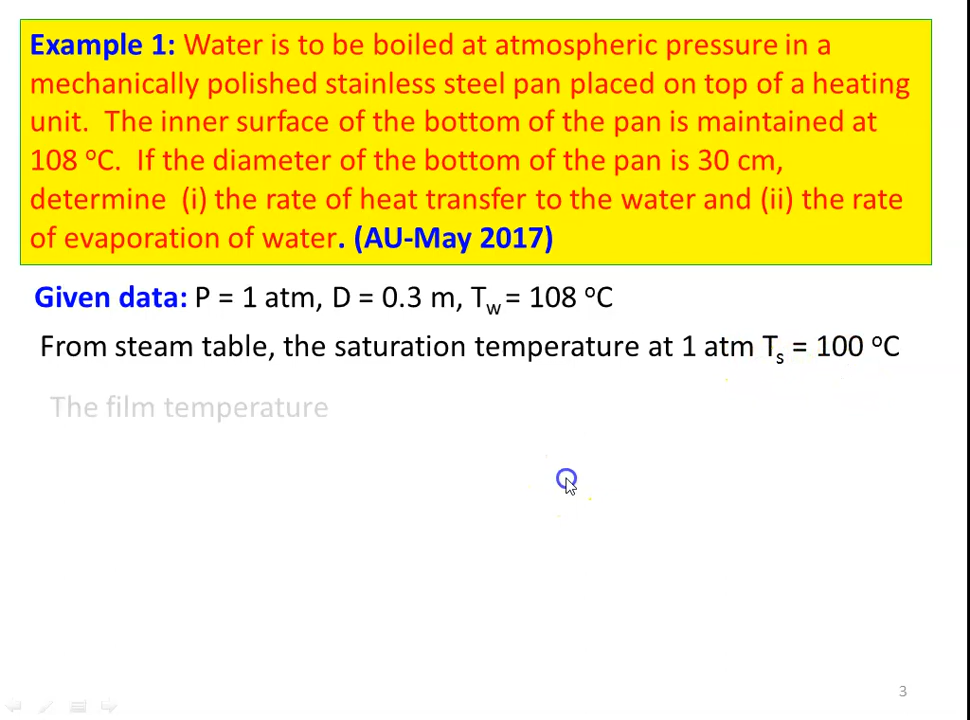 Example 1: Water is to be boiled at atmospheric pressure in a
mechanically polished stainless steel pan placed on top of a heating
unit. The inner surface of the bottom of the pan is maintained at
108 ºC. If the diameter of the bottom of the pan is 30 cm,
determine (i) the rate of heat transfer to the water and (ii) the rate
of evaporation of water. (AU-May 2017)
Given data: P = 1 atm, D = 0.3 m, Tw = 108 ºC
From steam table, the saturation temperature at 1 atm Ts = 100 ºC
The film temperature
3